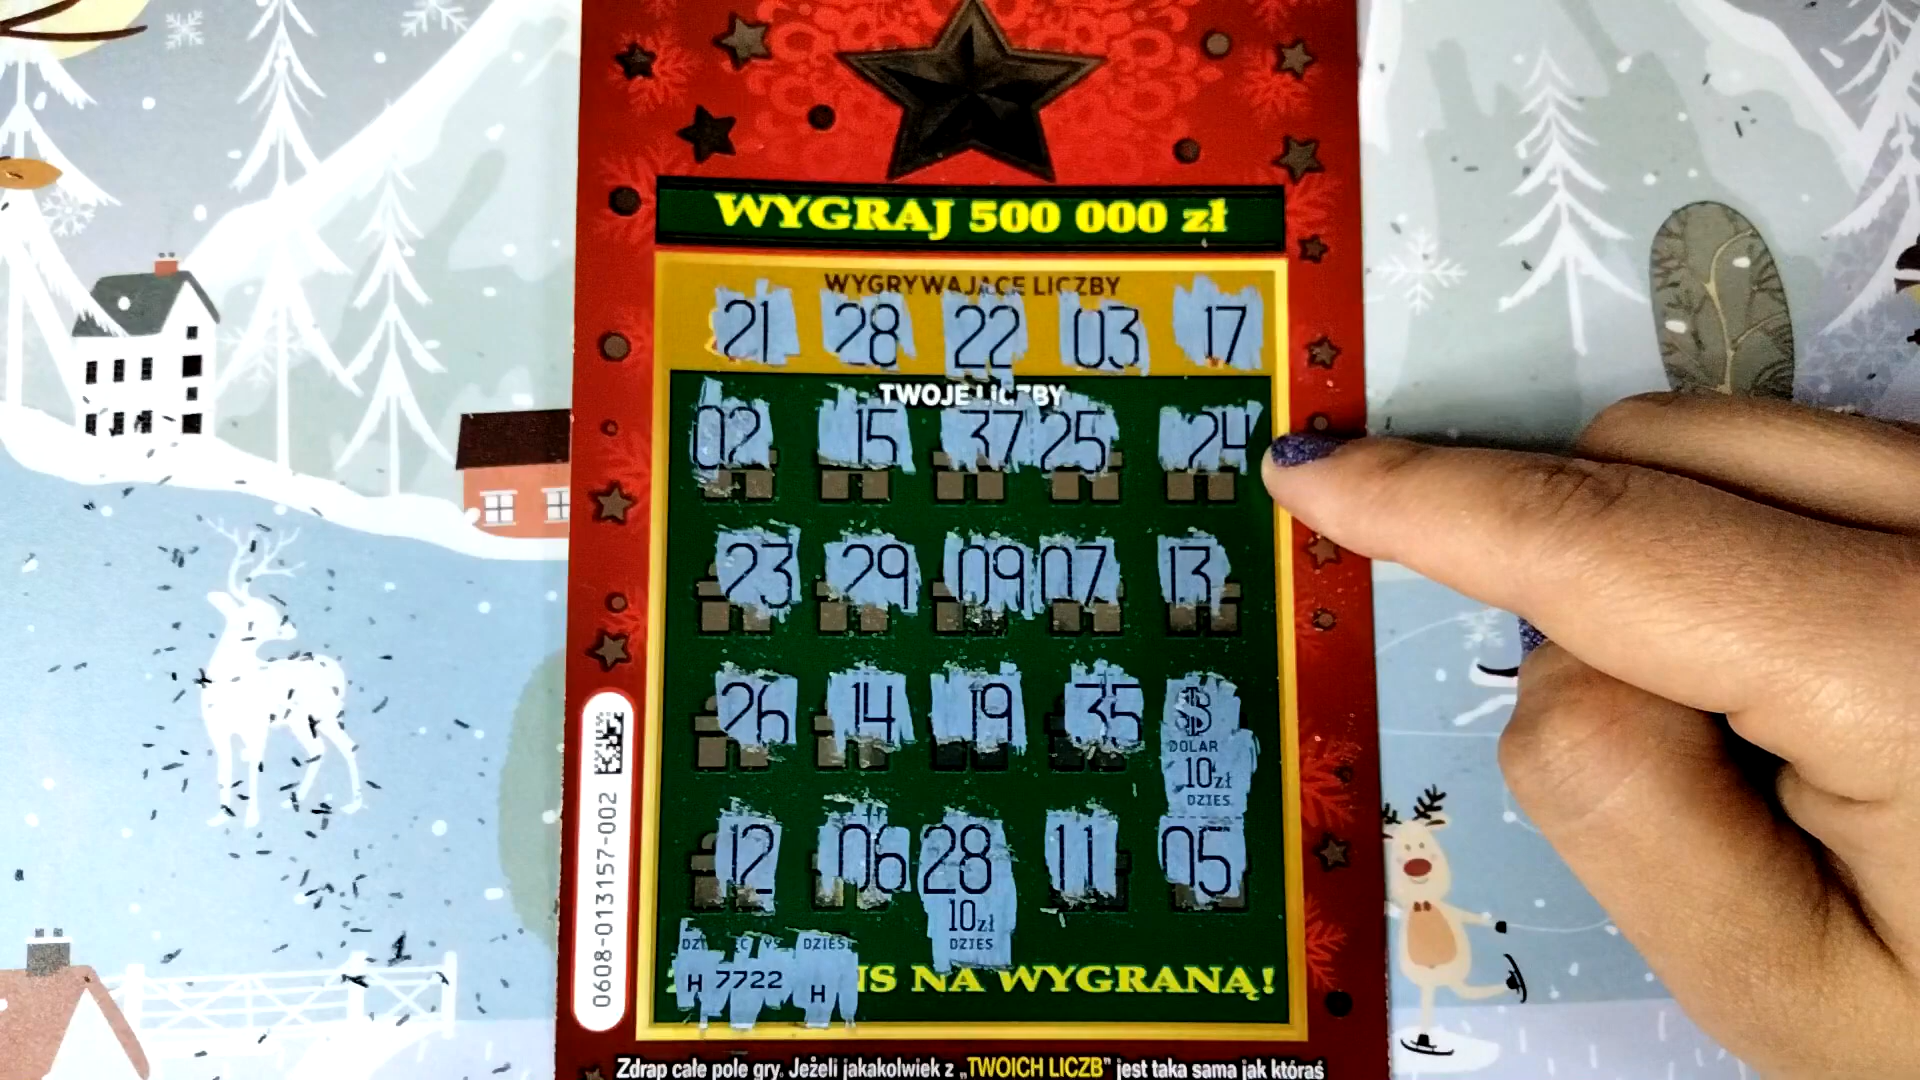 WYGRAJ 500 000 zł
WYGRYWAJĄCE LICZBY
21 28 22 03 17
TWOJE LICZBY
02 15 37 25 24
23 29 09 07 13
26 14 19 35 $
DOLAR
10zł
DZIES
12 06 28 11 05
10zł
DZIES
DZIES
H 7722 H
NA WYGRANĄ!
Zdrap całe pole gry. Jeżeli jakakolwiek z „TWOICH LICZB" jest taka sama jak któraś
0608-013157-002